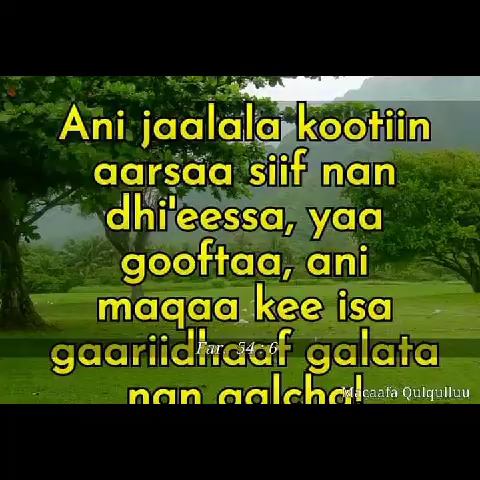 Ani jaalala kootiin
aarsaa siif nan
dhi'eessa, yaa
gooftaa, ani
maqaa kee isa
gaariidhaaf galata
Far. 54 : 6
nan galcha!
Macaafa Qulqulluu